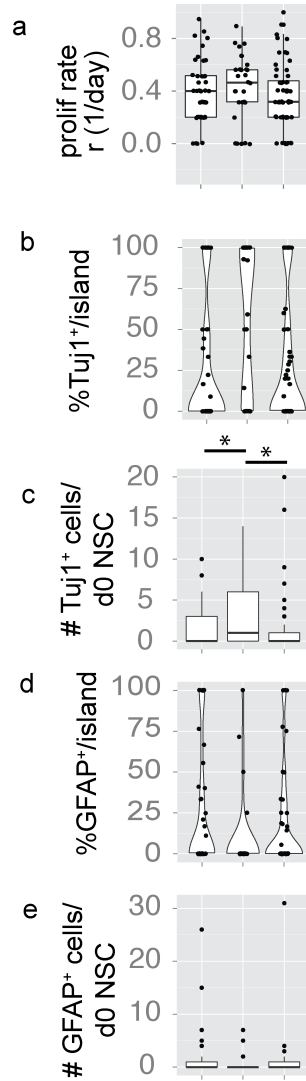 a
prolif rate
r (1/day)
0.8
0.4
0.0
b
%Tuj1⁺/island
100
75
50
25
0
* *
c
# Tuj1⁺ cells/
d0 NSC
20
15
10
5
0
d
%GFAP⁺/island
100
75
50
25
0
e
# GFAP⁺ cells/
d0 NSC
30
20
10
0